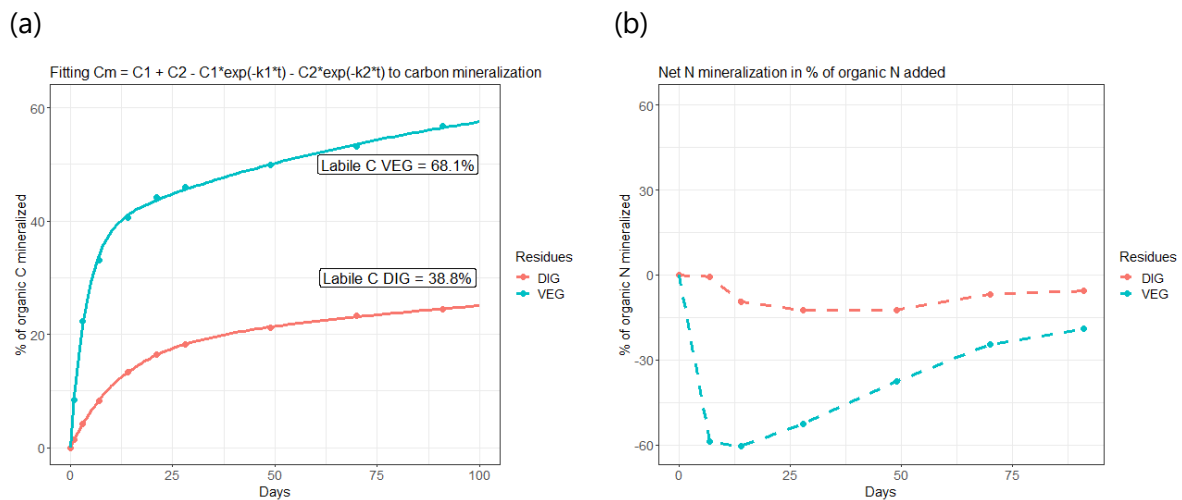 (a)
Fitting Cm = C1 + C2 - C1*exp(-k1*t) - C2*exp(-k2*t) to carbon mineralization
% of organic C mineralized
60
40
20
0
Labile C VEG = 68.1%
Labile C DIG = 38.8%
0 25 50 75 100
Days
Residues
DIG
VEG
(b)
Net N mineralization in % of organic N added
% of organic N mineralized
60
30
0
-30
-60
0 25 50 75
Days
Residues
DIG
VEG